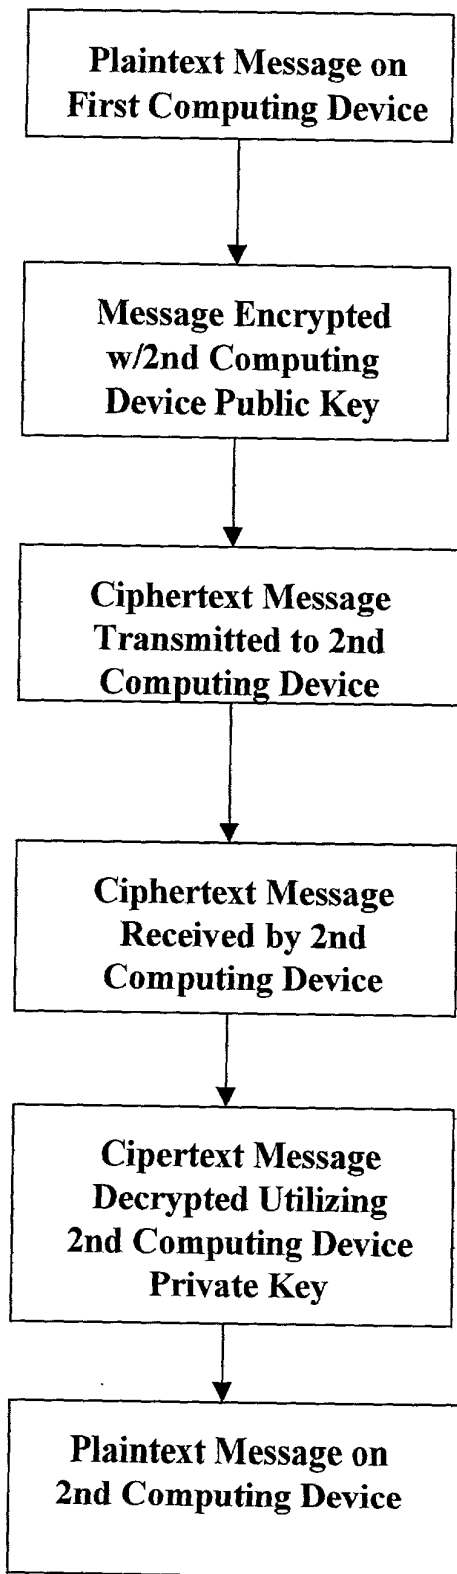 Plaintext Message on
First Computing Device
Message Encrypted
w/2nd Computing
Device Public Key
Ciphertext Message
Transmitted to 2nd
Computing Device
Ciphertext Message
Received by 2nd
Computing Device
Cipertext Message
Decrypted Utilizing
2nd Computing Device
Private Key
Plaintext Message on
2nd Computing Device